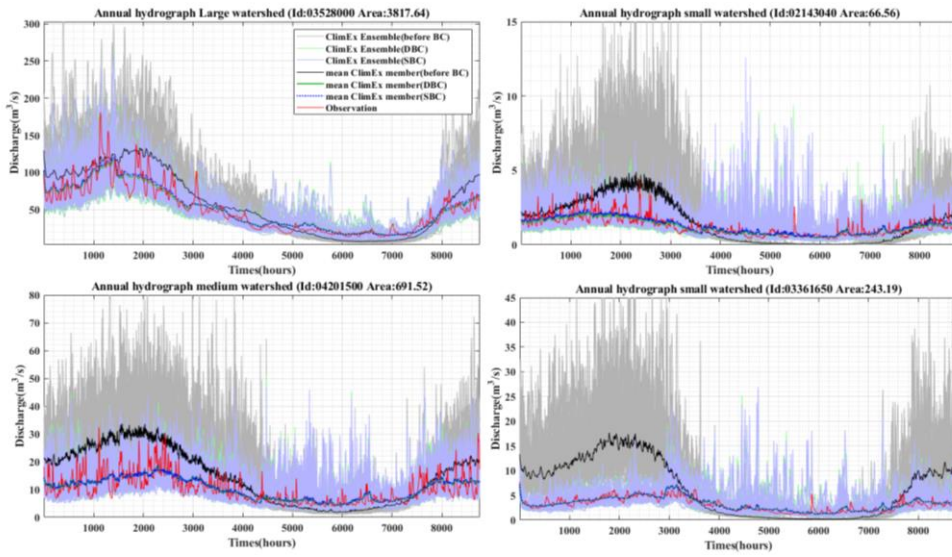 Annual hydrograph Large watershed (Id:03528000 Area:3817.64)
Discharge(m³/s)
300
250
200
150
100
50
1000 2000 3000 4000 5000 6000 7000 8000
Times(hours)
ClimEx Ensemble(before BC)
ClimEx Ensemble(DBC)
ClimEx Ensemble(SBC)
mean ClimEx member(before BC)
mean ClimEx member(DBC)
mean ClimEx member(SBC)
Observation
Annual hydrograph small watershed (Id:02143040 Area:66.56)
Discharge(m³/s)
15
10
5
0
1000 2000 3000 4000 5000 6000 7000 8000
Times(hours)
Annual hydrograph medium watershed (Id:04201500 Area:691.52)
Discharge(m³/s)
80
70
60
50
40
30
20
10
0
1000 2000 3000 4000 5000 6000 7000 8000
Times(hours)
Annual hydrograph small watershed (Id:03361650 Area:243.19)
Discharge(m³/s)
45
40
35
30
25
20
15
10
5
0
1000 2000 3000 4000 5000 6000 7000 8000
Times(hours)